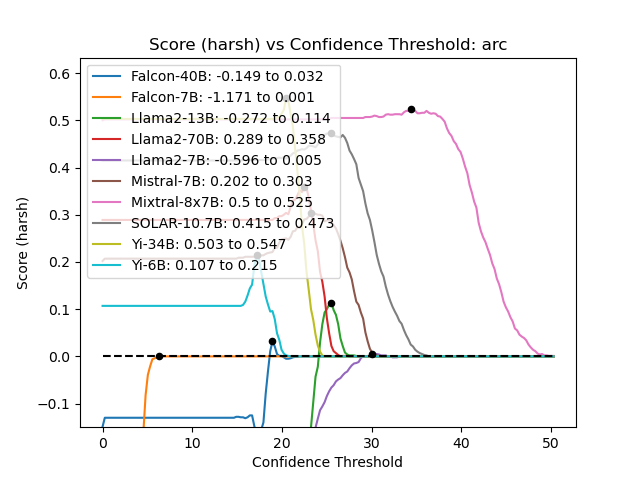 Score (harsh) vs Confidence Threshold: arc
Score (harsh)
0.6
0.5
0.4
0.3
0.2
0.1
0.0
−0.1
Falcon-40B: -0.149 to 0.032
Falcon-7B: -1.171 to 0.001
Llama2-13B: -0.272 to 0.114
Llama2-70B: 0.289 to 0.358
Llama2-7B: -0.596 to 0.005
Mistral-7B: 0.202 to 0.303
Mixtral-8x7B: 0.5 to 0.525
SOLAR-10.7B: 0.415 to 0.473
Yi-34B: 0.503 to 0.547
Yi-6B: 0.107 to 0.215
0 10 20 30 40 50
Confidence Threshold